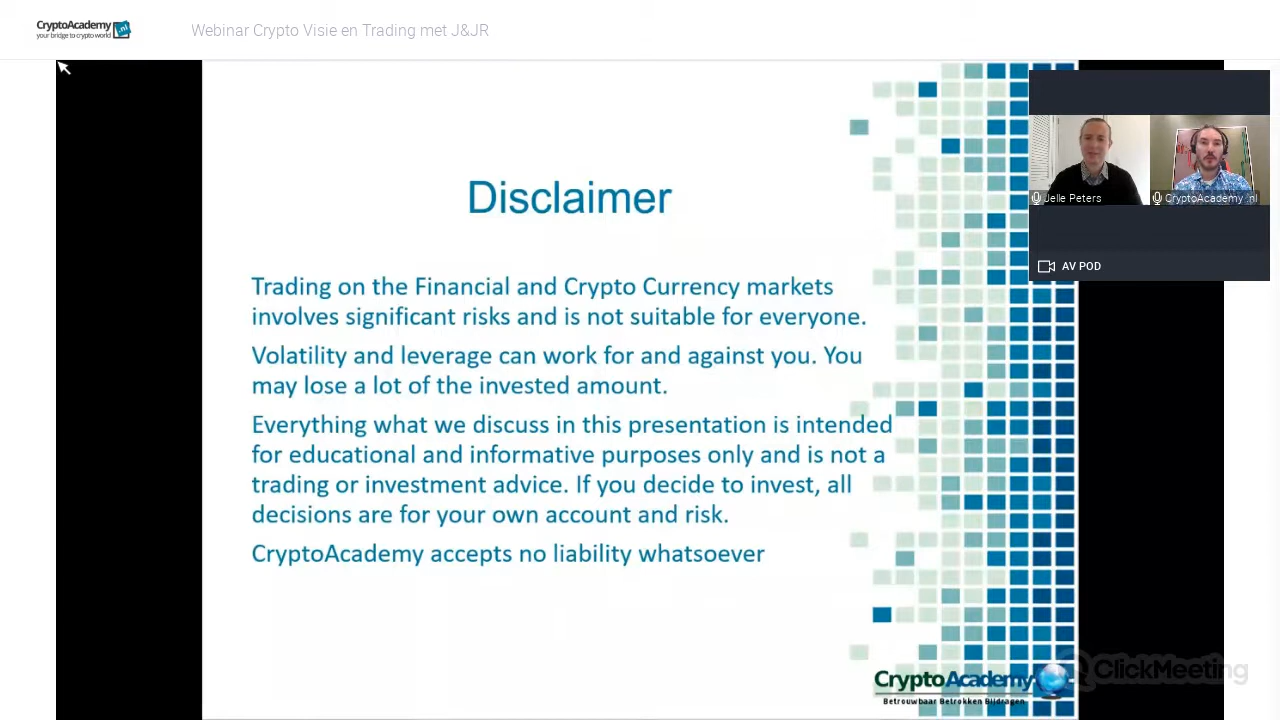 CryptoAcademy .nl
your bridge to crypto world
Webinar Crypto Visie en Trading met J&JR
Disclaimer
Trading on the Financial and Crypto Currency markets
involves significant risks and is not suitable for everyone.
Volatility and leverage can work for and against you. You
may lose a lot of the invested amount.
Everything what we discuss in this presentation is intended
for educational and informative purposes only and is not a
trading or investment advice. If you decide to invest, all
decisions are for your own account and risk.
CryptoAcademy accepts no liability whatsoever
Jelle Peters
CryptoAcademy .nl
AV POD
CryptoAcademy
Betrouwbaar Betrokken Bijdragen
ClickMeeting